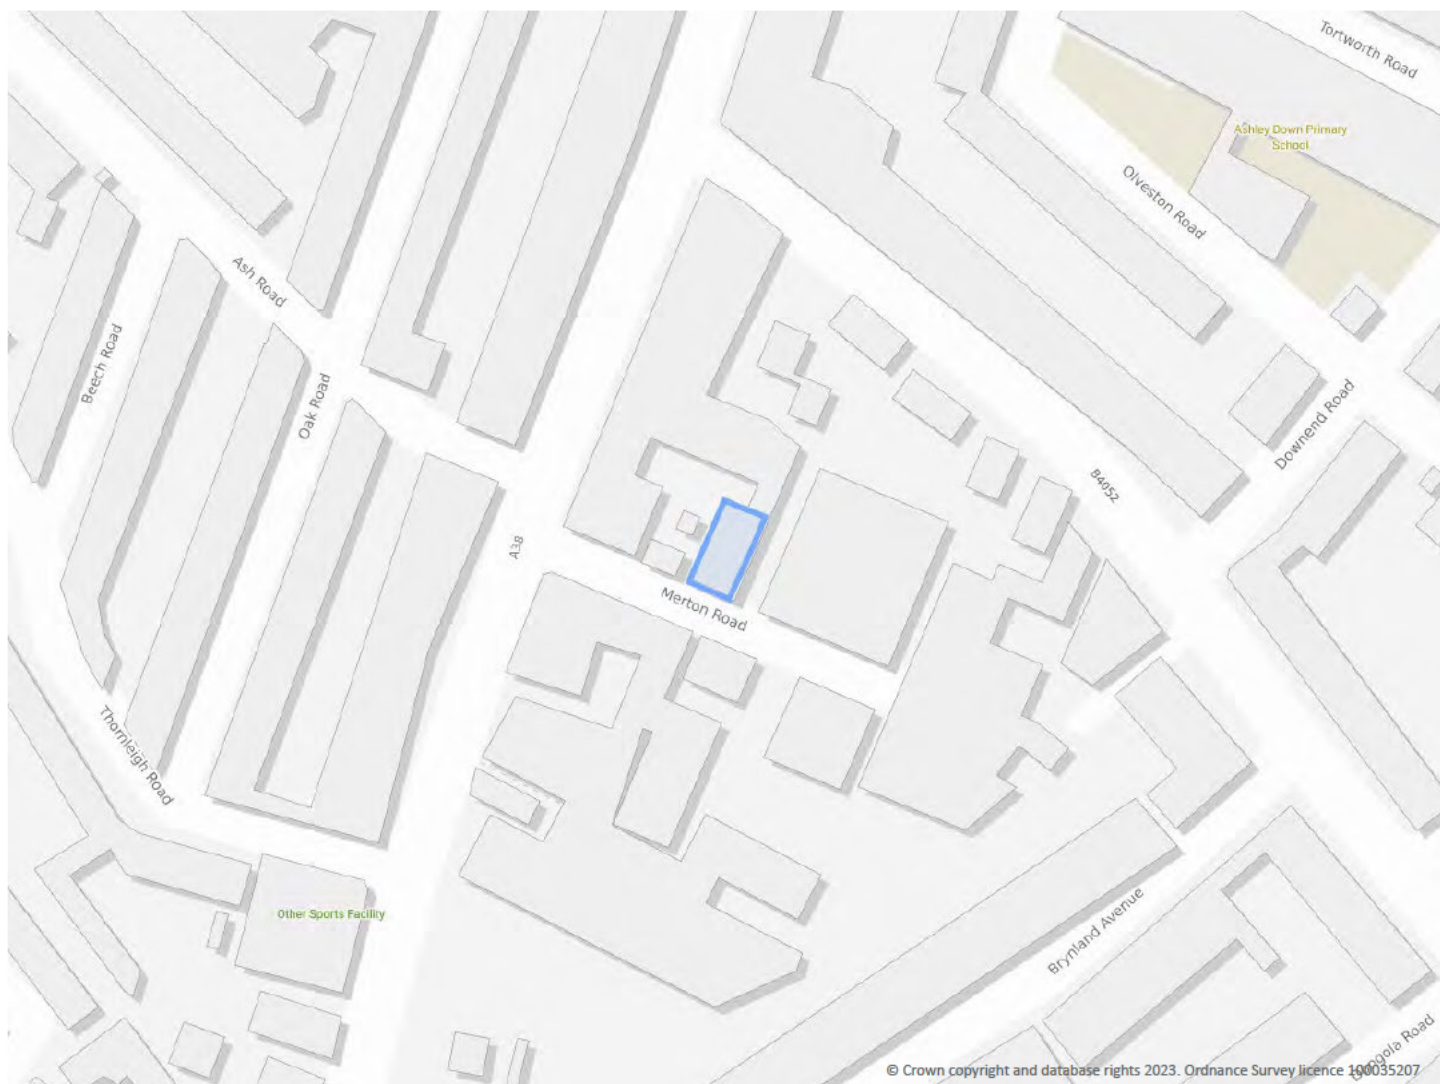 Tortworth Road
Ashley Down Primary
School
Olveston Road
Ash Road
Beech Road
Oak Road
Downend Road
B4052
A38
Merton Road
Thornleigh Road
Other Sports Facility
Brynland Avenue
Road
© Crown copyright and database rights 2023. Ordnance Survey licence 100035207